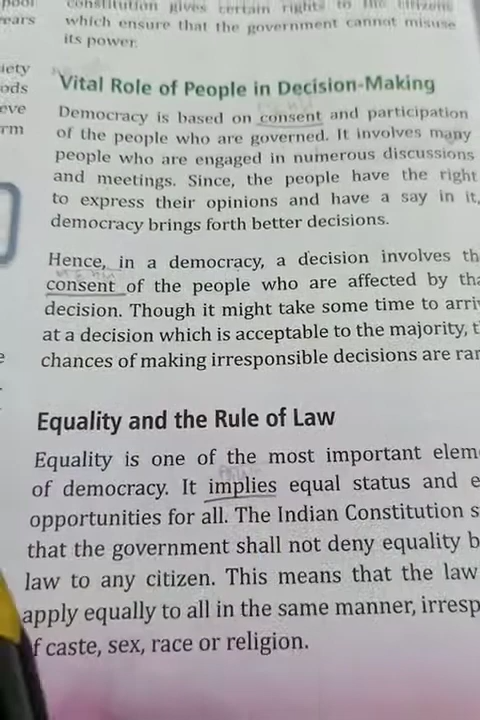 constitution gives certain rights to the citizens
which ensure that the government cannot misuse
its power.
Vital Role of People in Decision-Making
Democracy is based on consent and participation
of the people who are governed. It involves many
people who are engaged in numerous discussions
and meetings. Since, the people have the right
to express their opinions and have a say in it,
democracy brings forth better decisions.
Hence, in a democracy, a decision involves th
consent of the people who are affected by tha
decision. Though it might take some time to arri
at a decision which is acceptable to the majority, t
chances of making irresponsible decisions are rar
Equality and the Rule of Law
Equality is one of the most important elem
of democracy. It implies equal status and e
opportunities for all. The Indian Constitution s
that the government shall not deny equality b
law to any citizen. This means that the law
apply equally to all in the same manner, irresp
f caste, sex, race or religion.